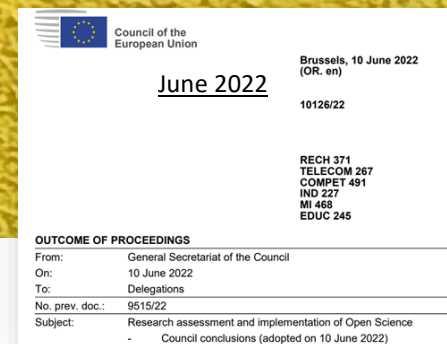 Council of the
European Union
June 2022
Brussels, 10 June 2022
(OR. en)
10126/22
RECH 371
TELECOM 267
COMPET 491
IND 227
MI 468
EDUC 245
OUTCOME OF PROCEEDINGS
From: General Secretariat of the Council
On: 10 June 2022
To: Delegations
No. prev. doc.: 9515/22
Subject: Research assessment and implementation of Open Science
- Council conclusions (adopted on 10 June 2022)